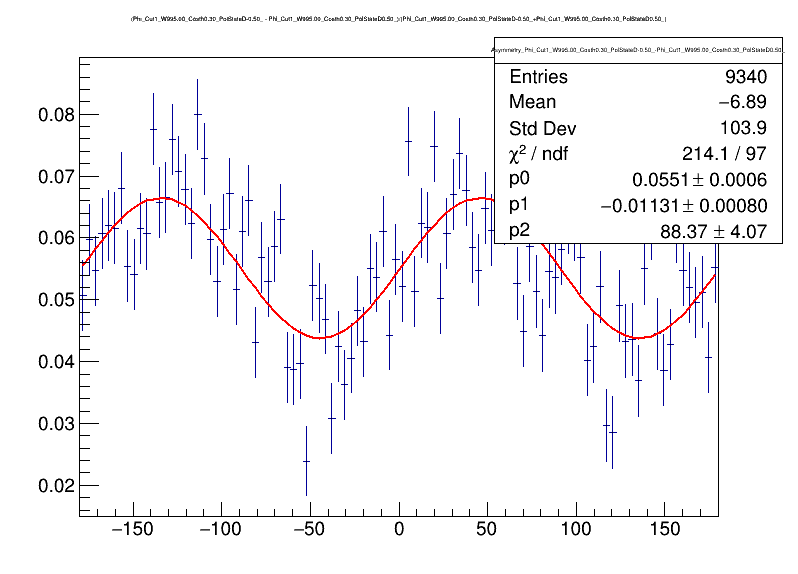 (Phi_Cut1_W995.00_Costh0.30_PolStateD-0.50_ - Phi_Cut1_W995.00_Costh0.30_PolStateD0.50_)/(Phi_Cut1_W995.00_Costh0.30_PolStateD-0.50_+Phi_Cut1_W995.00_Costh0.30_PolStateD0.50_)
Asymmetry_Phi_Cut1_W995.00_Costh0.30_PolStateD-0.50_-Phi_Cut1_W995.00_Costh0.30_PolStateD0.50_
Entries 9340
Mean −6.89
Std Dev 103.9
χ² / ndf 214.1 / 97
p0 0.0551 ± 0.0006
p1 −0.01131 ± 0.00080
p2 88.37 ± 4.07
0.08
0.07
0.06
0.05
0.04
0.03
0.02
−150 −100 −50 0 50 100 150